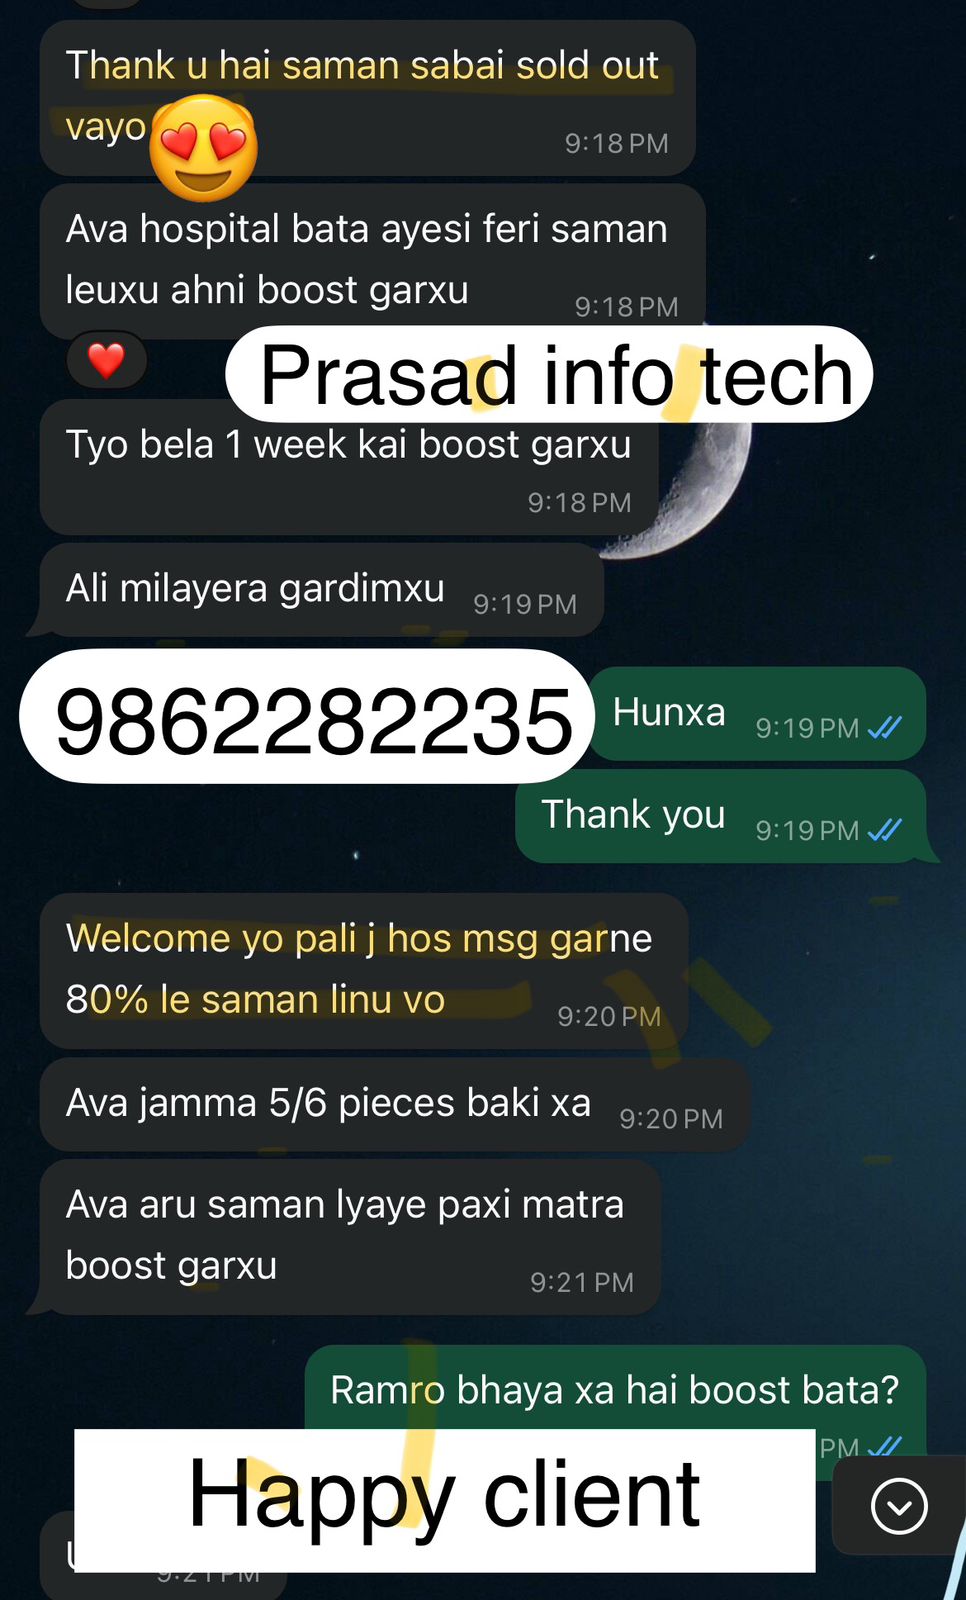 Thank u hai saman sabai sold out
vayo😍
9:18 PM
Ava hospital bata ayesi feri saman
leuxu ahni boost garxu
9:18 PM
❤️
Prasad info tech
Tyo bela 1 week kai boost garxu
9:18 PM
Ali milayera gardimxu 9:19 PM
9862282235
Hunxa 9:19 PM
Thank you 9:19 PM
Welcome yo pali j hos msg garne
80% le saman linu vo
9:20 PM
Ava jamma 5/6 pieces baki xa 9:20 PM
Ava aru saman lyaye paxi matra
boost garxu
9:21 PM
Ramro bhaya xa hai boost bata?
PM
Happy client
9:21 PM